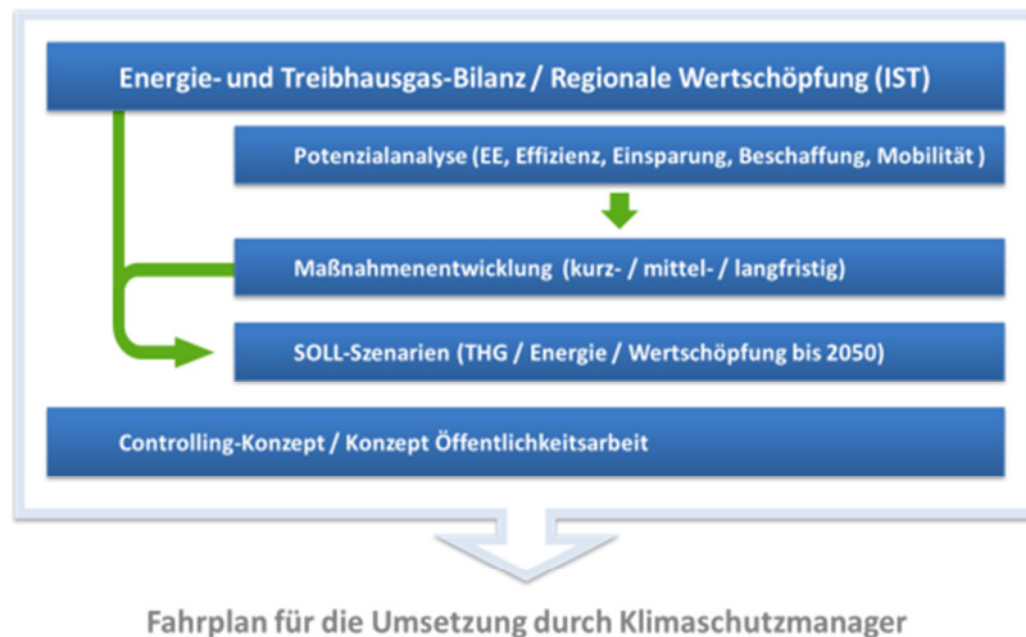 Energie- und Treibhausgas-Bilanz / Regionale Wertschöpfung (IST)
Potenzialanalyse (EE, Effizienz, Einsparung, Beschaffung, Mobilität )
Maßnahmenentwicklung (kurz- / mittel- / langfristig)
SOLL-Szenarien (THG / Energie / Wertschöpfung bis 2050)
Controlling-Konzept / Konzept Öffentlichkeitsarbeit
Fahrplan für die Umsetzung durch Klimaschutzmanager